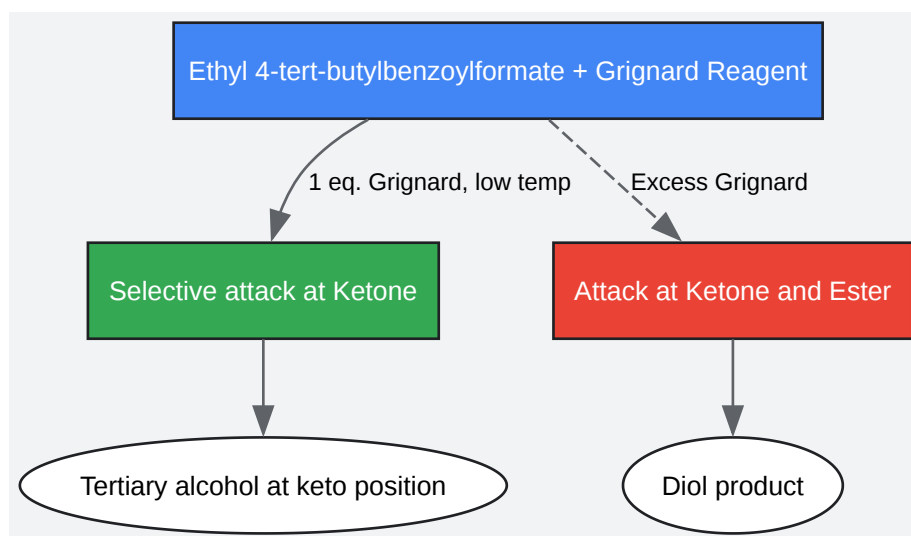 Ethyl 4-tert-butylbenzoylformate + Grignard Reagent
1 eq. Grignard, low temp
Excess Grignard
Selective attack at Ketone
Attack at Ketone and Ester
Tertiary alcohol at keto position
Diol product